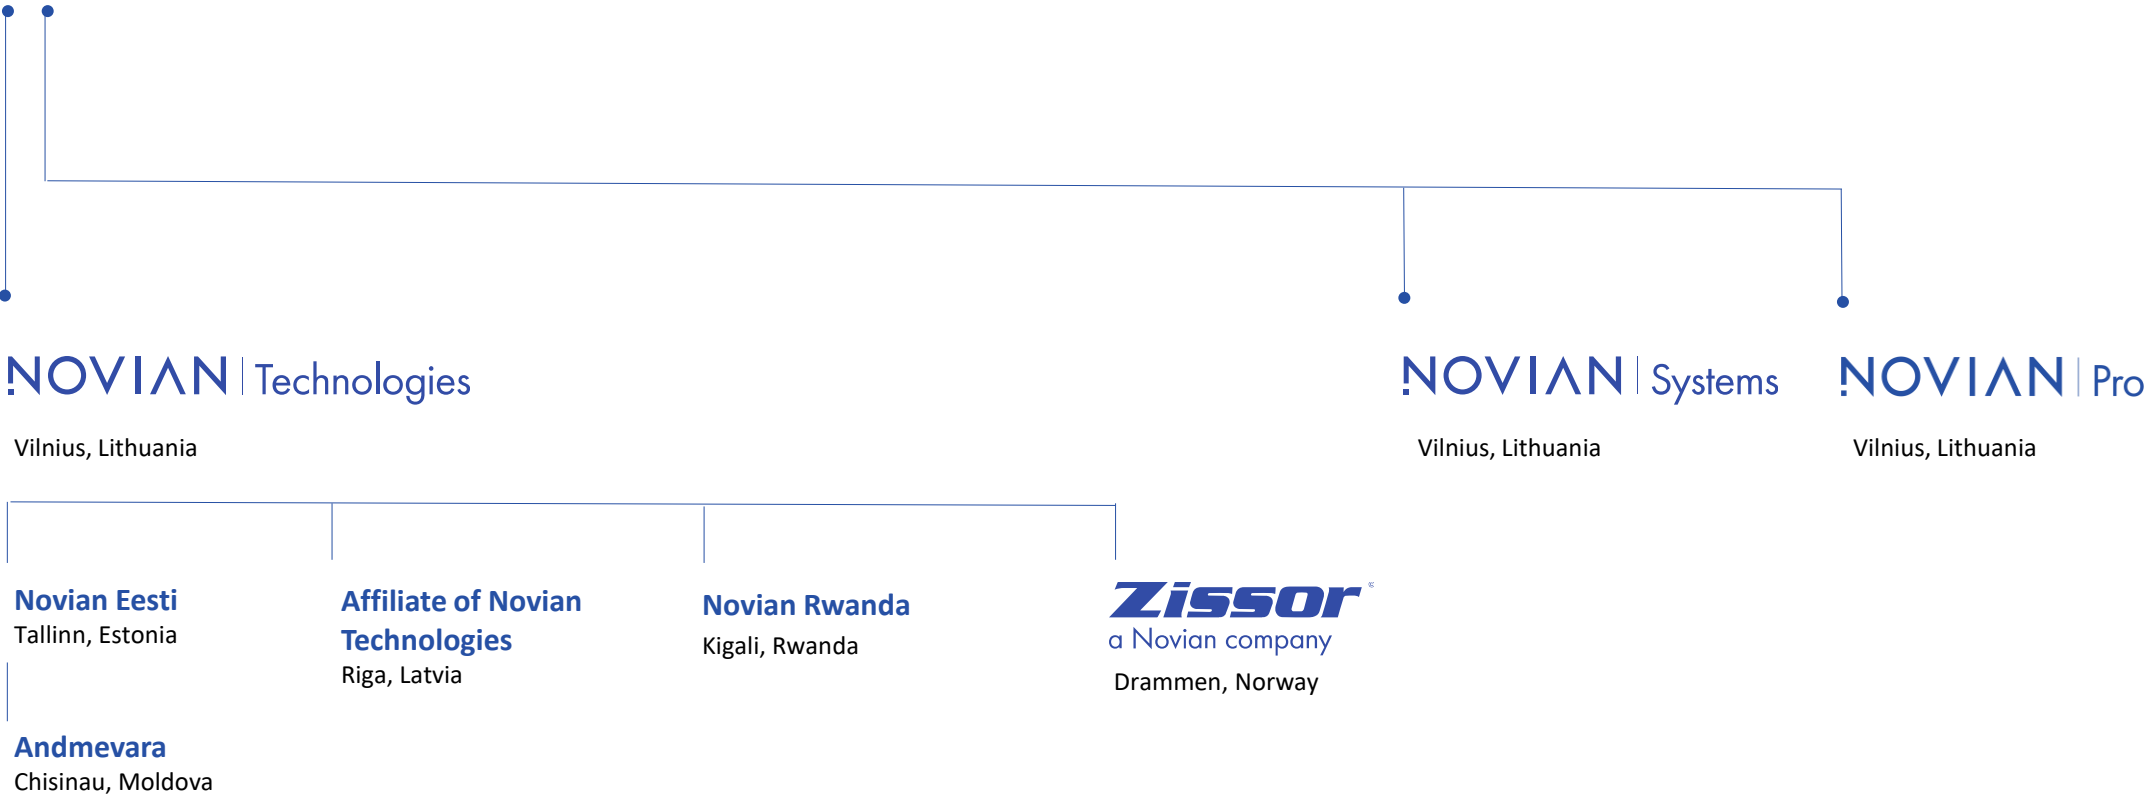 NOVIAN | Technologies
Vilnius, Lithuania
NOVIAN | Systems
Vilnius, Lithuania
NOVIAN | Pro
Vilnius, Lithuania
Novian Eesti
Tallinn, Estonia
Affiliate of Novian
Technologies
Riga, Latvia
Novian Rwanda
Kigali, Rwanda
Zissor
a Novian company
Drammen, Norway
Andmevara
Chisinau, Moldova